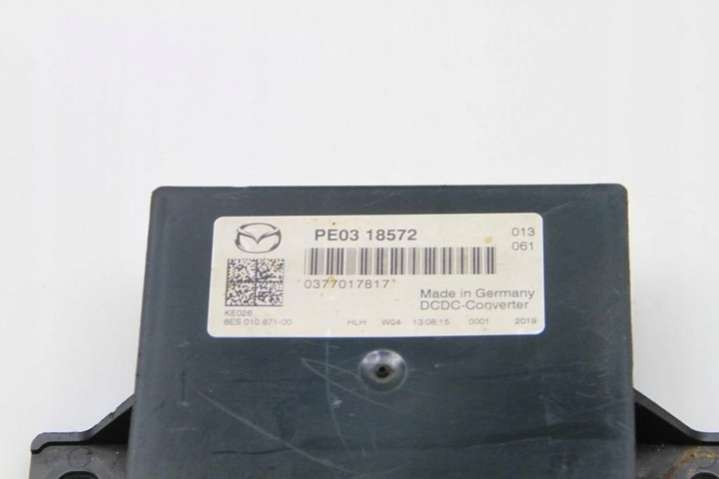 PE03 18572
013
061
0377017817
Made in Germany
DCDC-Converter
KE026
8ES 010 871-00 HLH W04 13.08.15 0001 2019